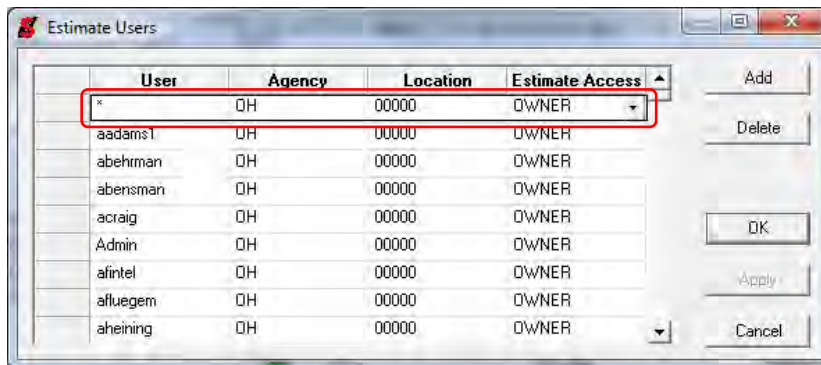 Estimate Users
User Agency Location Estimate Access Add
* OH 00000 OWNER
aadams1 OH 00000 OWNER Delete
abehrman OH 00000 OWNER
abensman OH 00000 OWNER
acraig OH 00000 OWNER OK
Admin OH 00000 OWNER
afintel OH 00000 OWNER Apply
afluegem OH 00000 OWNER
aheining OH 00000 OWNER Cancel